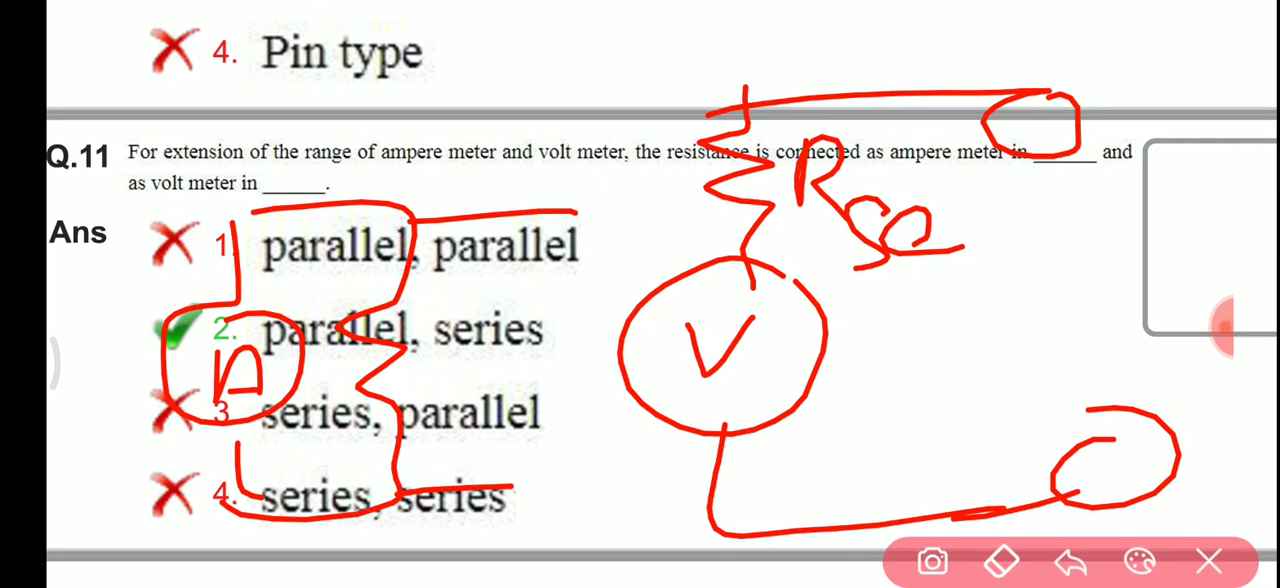 4. Pin type
Q.11 For extension of the range of ampere meter and volt meter, the resistance is connected as ampere meter in ______ and
as volt meter in ______.
Ans
1. parallel, parallel
2. parallel, series
3. series, parallel
4. series, series
A
V
Rse